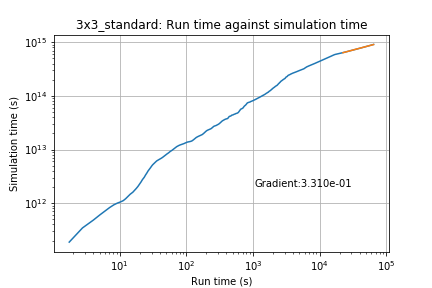 3x3_standard: Run time against simulation time
Simulation time (s)
10^15
10^14
10^13
10^12
Gradient:3.310e-01
10^1 10^2 10^3 10^4 10^5
Run time (s)